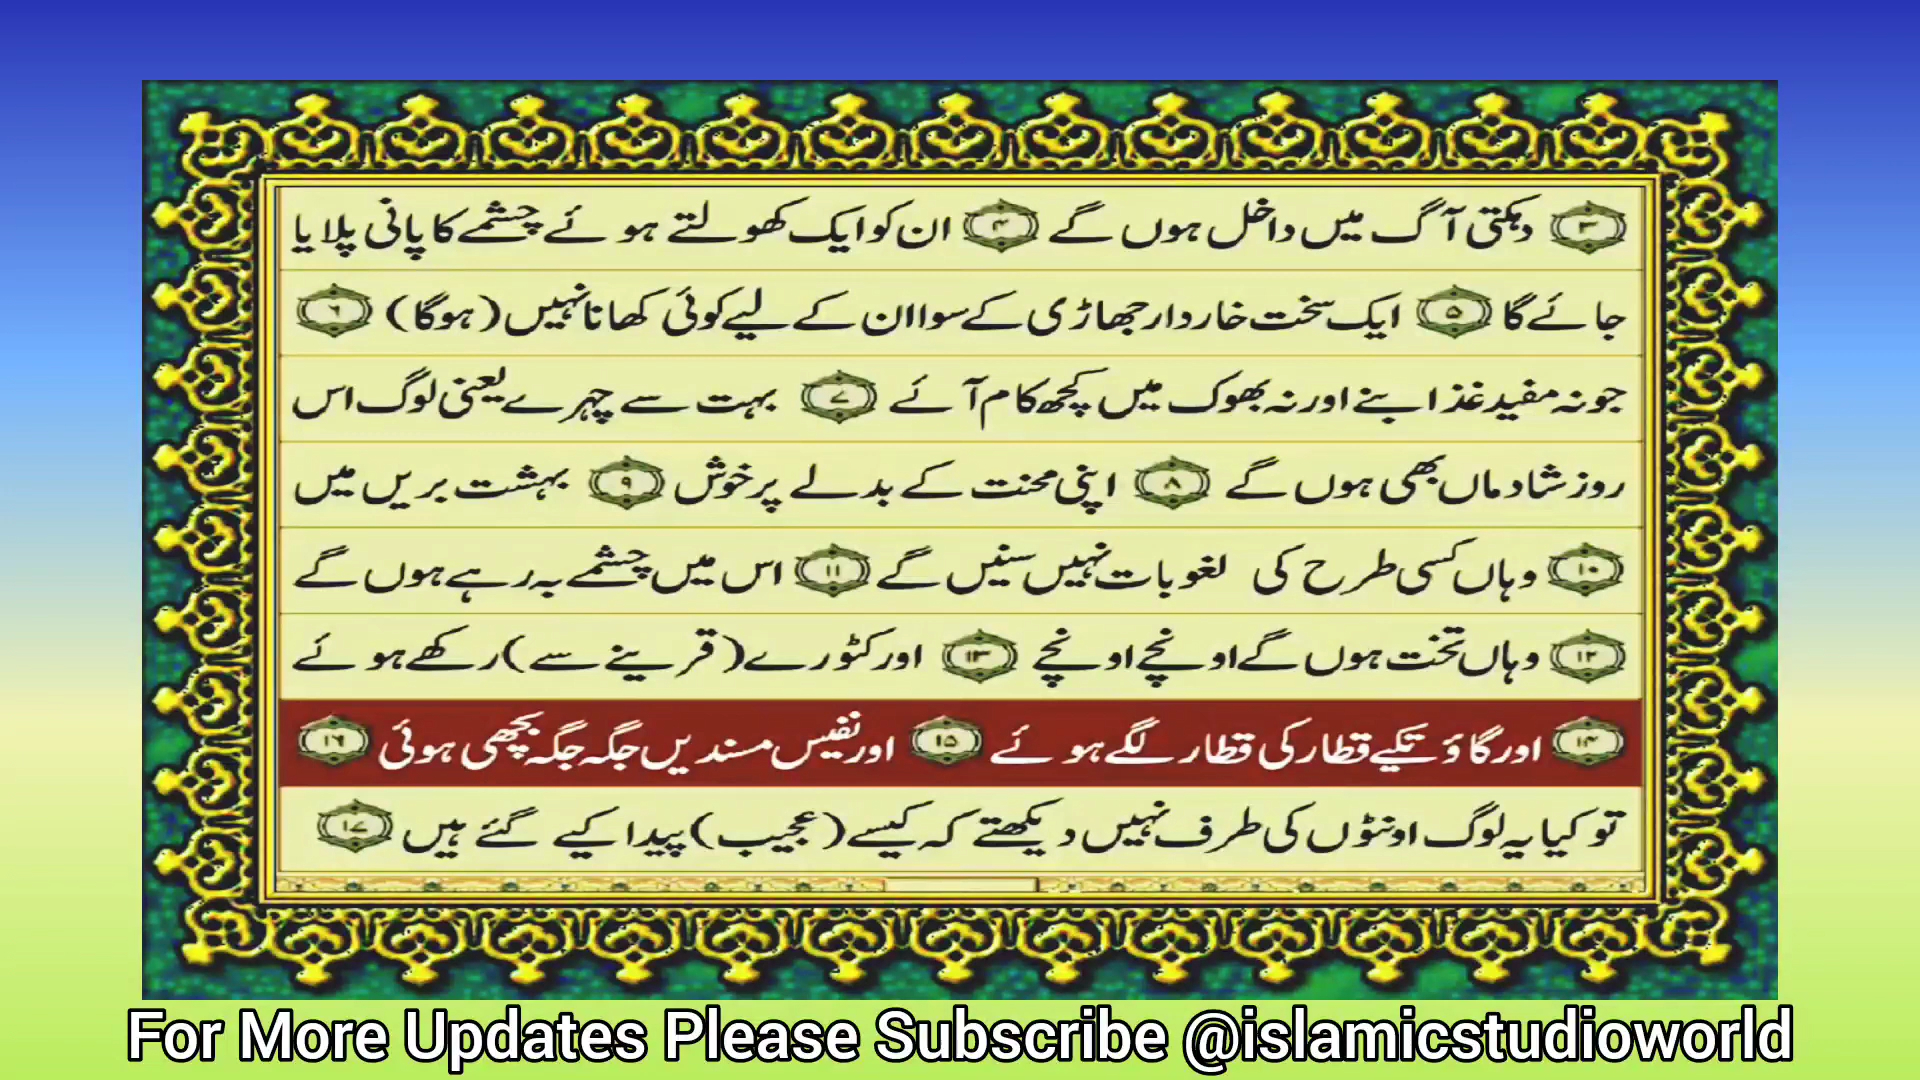 ۳ دہکتی آگ میں داخل ہوں گے ۴ ان کو ایک کھولتے ہوئے چشمے کا پانی پلایا
جائے گا ۵ ایک سخت خاردار جھاڑی کے سوا ان کے لیے کوئی کھانا نہیں (ہوگا) ۶
جو نہ مفید غذا بنے اور نہ بھوک میں کچھ کام آئے ۷ بہت سے چہرے یعنی لوگ اس
روز شادماں بھی ہوں گے ۸ اپنی محنت کے بدلے پر خوش ۹ بہشت بریں میں
۱۰ وہاں کسی طرح کی لغو بات نہیں سنیں گے ۱۱ اس میں چشمے بہ رہے ہوں گے
۱۲ وہاں تخت ہوں گے اونچے اونچے ۱۳ اور کٹورے (قرینے سے) رکھے ہوئے
۱۴ اور گاؤ تکیے قطار کی قطار لگے ہوئے ۱۵ اور نفیس مسندیں جگہ جگہ بچھی ہوئی ۱۶
تو کیا یہ لوگ اونٹوں کی طرف نہیں دیکھتے کہ کیسے (عجیب) پیدا کیے گئے ہیں ۱۷
For More Updates Please Subscribe @islamicstudioworld